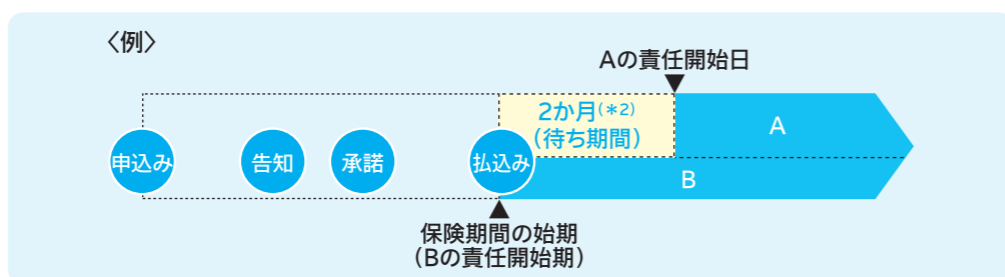 〈例〉
Aの責任開始日
2か月(＊2)
(待ち期間)
A
申込み
告知
承諾
払込み
B
保険期間の始期
(Bの責任開始期)